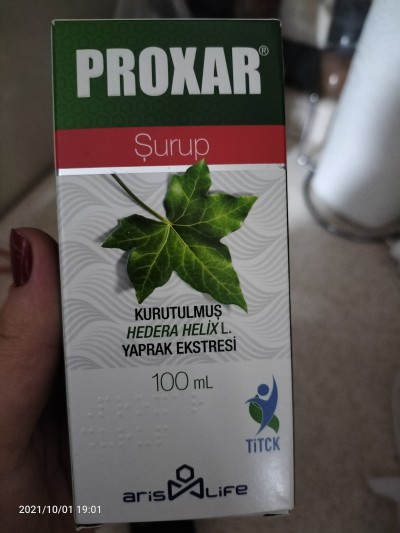 PROXAR®
Şurup
KURUTULMUŞ
HEDERA HELIX L.
YAPRAK EKSTRESİ
100 mL
TİTCK
aris LiFE
2021/10/01 19:01